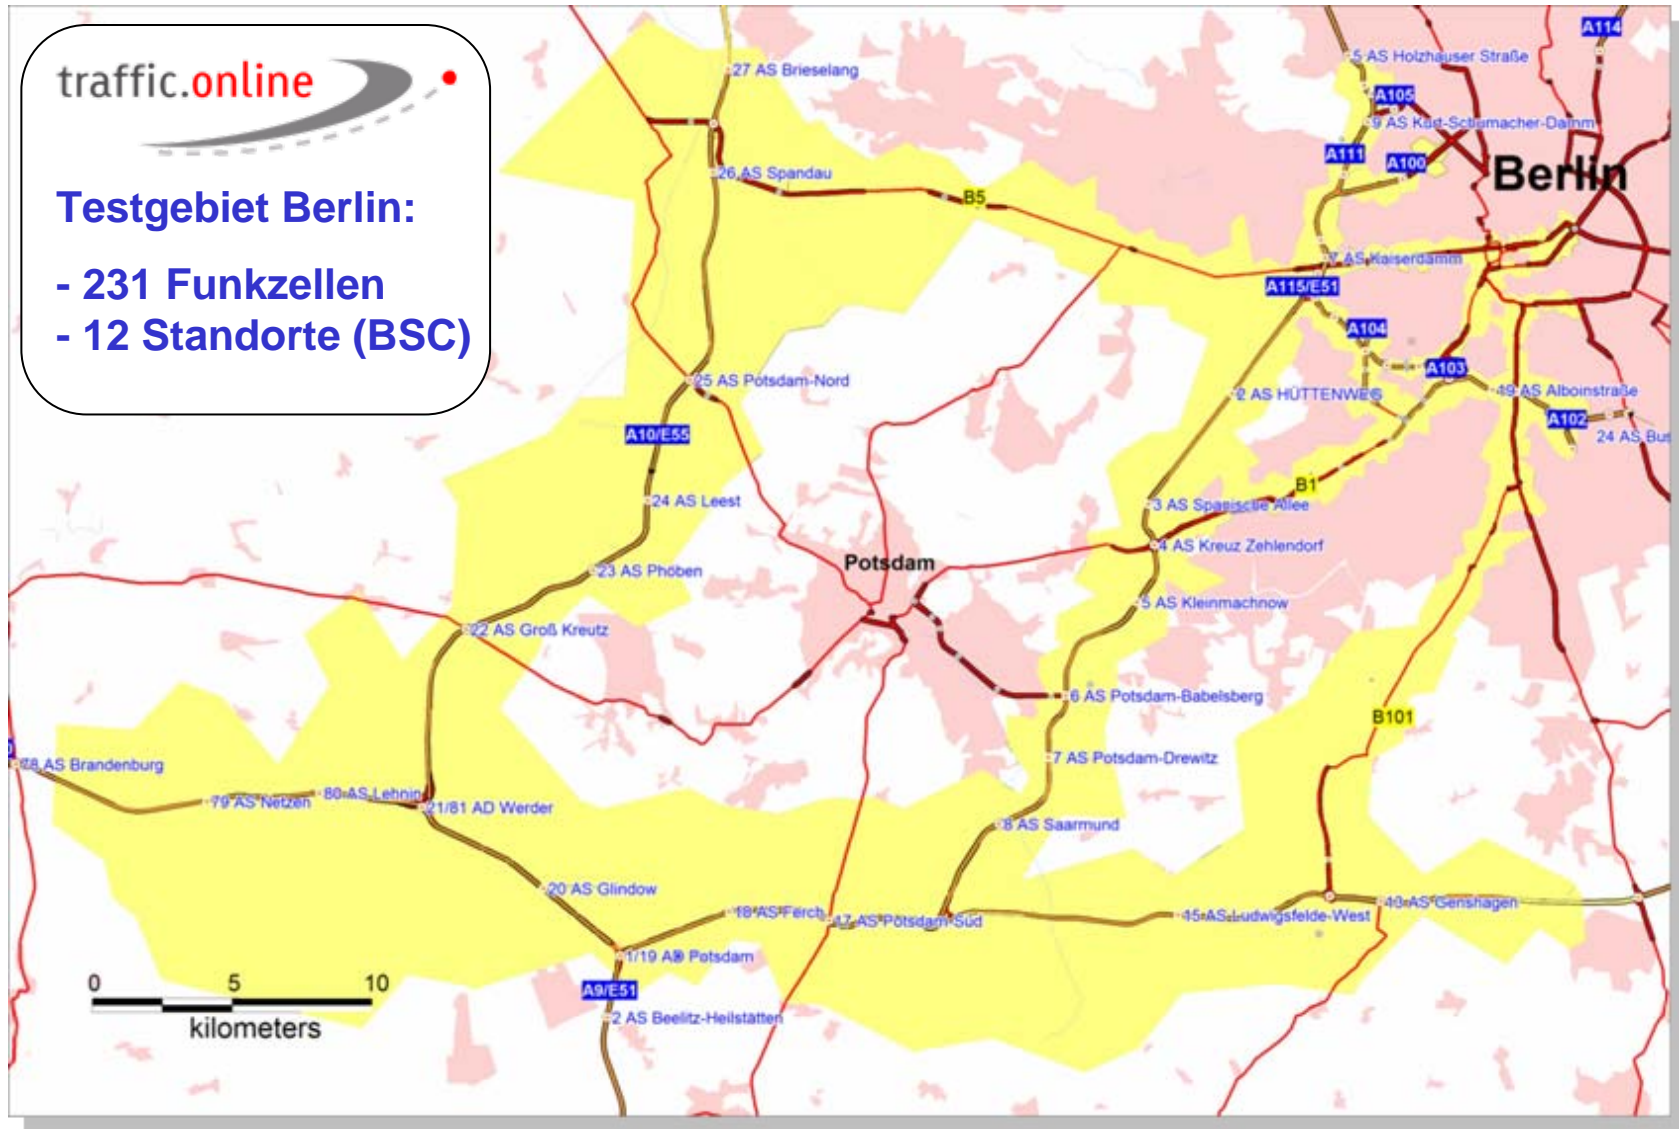 traffic.online
Testgebiet Berlin:
- 231 Funkzellen
- 12 Standorte (BSC)
27 AS Brieselang
26 AS Spandau
B5
25 AS Potsdam-Nord
A10/E55
24 AS Leest
23 AS Phöben
22 AS Groß Kreutz
78 AS Brandenburg
79 AS Netzen
80 AS Lehnin
21/81 AD Werder
20 AS Glindow
18 AS Ferch
17 AS Potsdam-Süd
1/19 Potsdam
A9/E51
2 AS Beelitz-Heilstätten
0 5 10
kilometers
Potsdam
Berlin
A114
5 AS Holzhauser Straße
A105
9 AS Kurt-Schumacher-Damm
A111
A100
7 AS Kaiserdamm
A115/E51
A104
A103
2 AS HÜTTENWEG
19 AS Alboinstraße
A102
24 AS Bus
B1
3 AS Spanische Allee
4 AS Kreuz Zehlendorf
5 AS Kleinmachnow
6 AS Potsdam-Babelsberg
B101
7 AS Potsdam-Drewitz
8 AS Saarmund
15 AS Ludwigsfelde-West
13 AS Genshagen